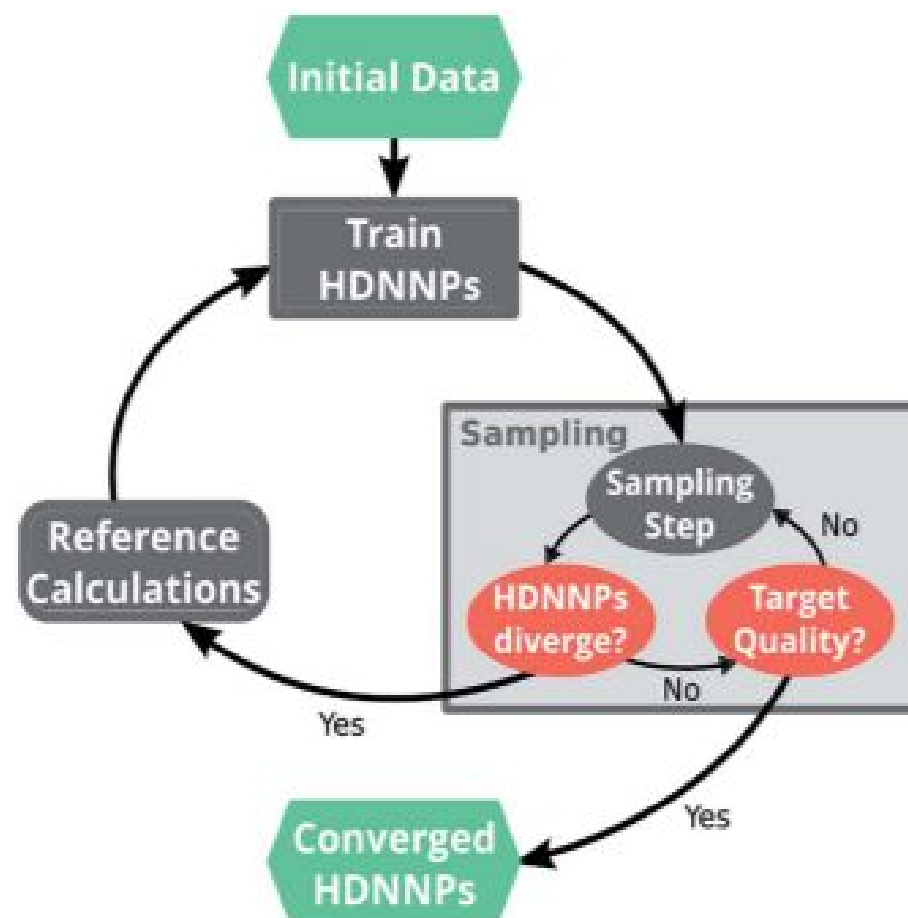 Initial Data
Train
HDNNPs
Sampling
Sampling
Step
No
HDNNPs
diverge?
Target
Quality?
No
Reference
Calculations
Yes
Yes
Converged
HDNNPs